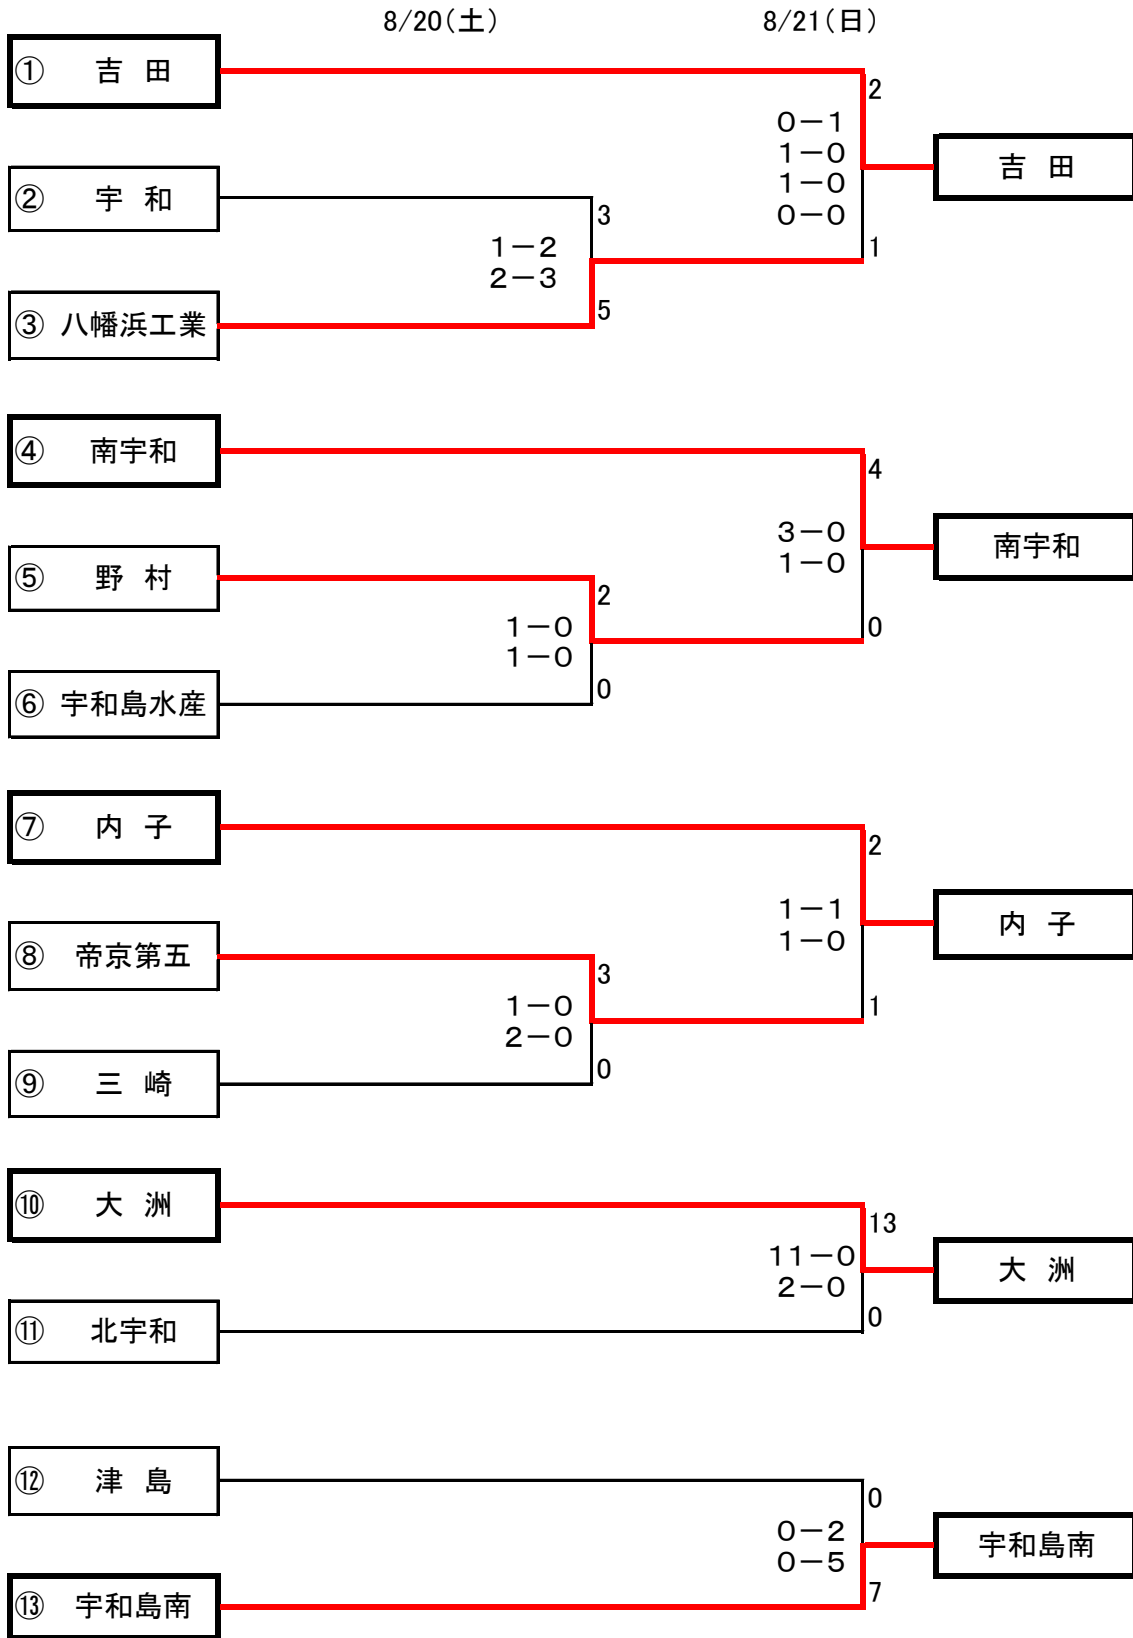 8/20(土) 8/21(日)
① 吉 田
2
0－1
1－0
1－0
0－0
吉 田
② 宇 和
3
1－2
2－3
1
5
③ 八幡浜工業
④ 南宇和
4
3－0
1－0
南宇和
⑤ 野 村
2
1－0
1－0
0
0
⑥ 宇和島水産
⑦ 内 子
2
1－1
1－0
内 子
⑧ 帝京第五
3
1－0
2－0
1
0
⑨ 三 崎
⑩ 大 洲
13
11－0
2－0
大 洲
0
⑪ 北宇和
⑫ 津 島
0
0－2
0－5
宇和島南
7
⑬ 宇和島南